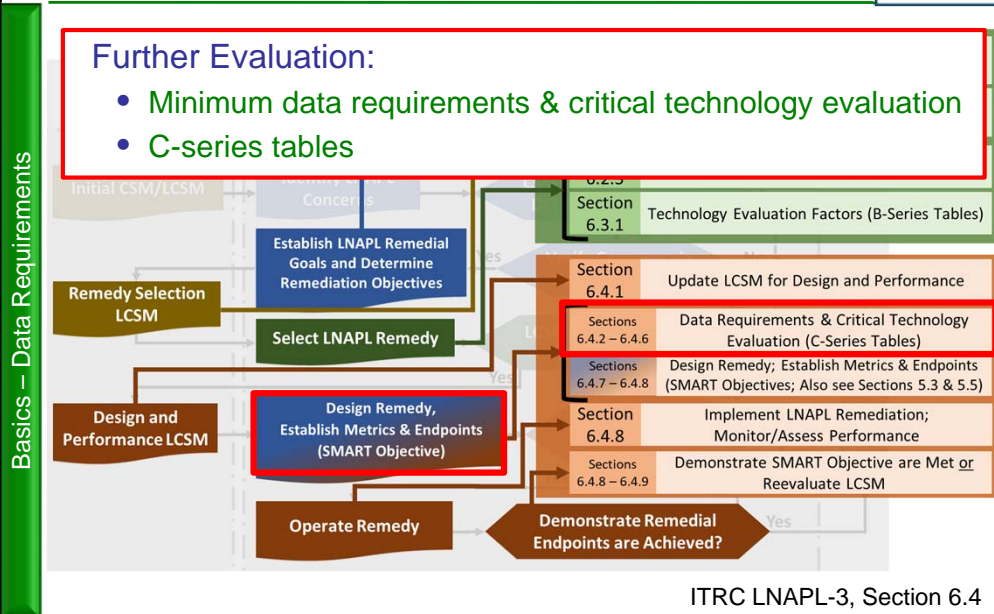 Further Evaluation:
• Minimum data requirements & critical technology evaluation
• C-series tables
Basics – Data Requirements
Initial CSM/LCSM
Concerns
Establish LNAPL Remedial
Goals and Determine
Remediation Objectives
Yes
Remedy Selection
LCSM
Select LNAPL Remedy
Yes
Design and
Performance LCSM
Design Remedy,
Establish Metrics & Endpoints
(SMART Objective)
Operate Remedy
Demonstrate Remedial
Endpoints are Achieved?
Yes
Section
6.3.1
Technology Evaluation Factors (B-Series Tables)
Section
6.4.1
Update LCSM for Design and Performance
Sections
6.4.2 – 6.4.6
Data Requirements & Critical Technology
Evaluation (C-Series Tables)
Sections
6.4.7 – 6.4.8
Design Remedy; Establish Metrics & Endpoints
(SMART Objectives; Also see Sections 5.3 & 5.5)
Section
6.4.8
Implement LNAPL Remediation;
Monitor/Assess Performance
Sections
6.4.8 – 6.4.9
Demonstrate SMART Objective are Met or
Reevaluate LCSM
ITRC LNAPL-3, Section 6.4